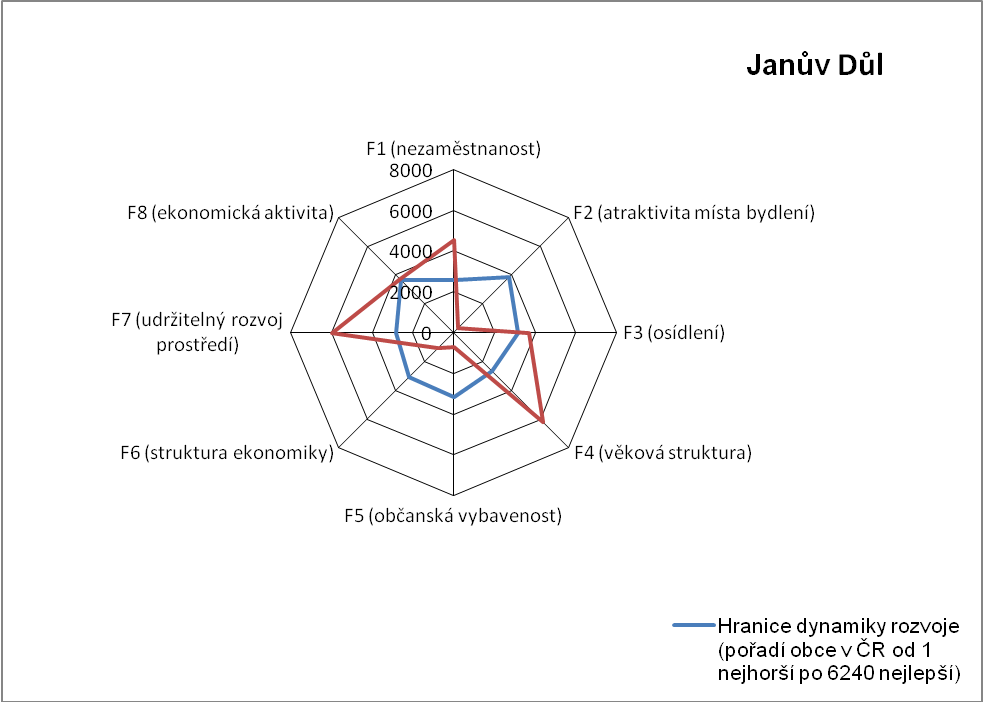 Janův Důl
F1 (nezaměstnanost)
8000
F8 (ekonomická aktivita)
6000
F2 (atraktivita místa bydlení)
4000
2000
F7 (udržitelný rozvoj
prostředí)
0
F3 (osídlení)
F6 (struktura ekonomiky)
F4 (věková struktura)
F5 (občanská vybavenost)
Hranice dynamiky rozvoje
(pořadí obce v ČR od 1
nejhorší po 6240 nejlepší)